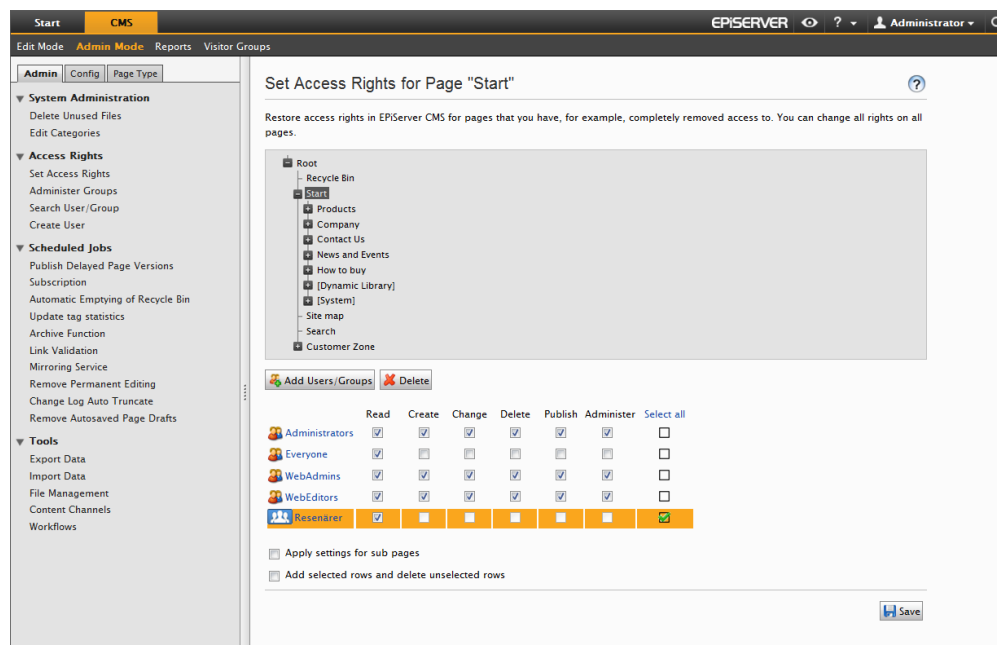 Start CMS EPiSERVER ? Administrator
Edit Mode Admin Mode Reports Visitor Groups
Admin Config Page Type
System Administration
Delete Unused Files
Edit Categories
Access Rights
Set Access Rights
Administer Groups
Search User/Group
Create User
Scheduled Jobs
Publish Delayed Page Versions
Subscription
Automatic Emptying of Recycle Bin
Update tag statistics
Archive Function
Link Validation
Mirroring Service
Remove Permanent Editing
Change Log Auto Truncate
Remove Autosaved Page Drafts
Tools
Export Data
Import Data
File Management
Content Channels
Workflows
Set Access Rights for Page "Start" ?
Restore access rights in EPiServer CMS for pages that you have, for example, completely removed access to. You can change all rights on all
pages.
Root
Recycle Bin
Start
Products
Company
Contact Us
News and Events
How to buy
[Dynamic Library]
[System]
Site map
Search
Customer Zone
Add Users/Groups Delete
Read Create Change Delete Publish Administer Select all
Administrators
Everyone
WebAdmins
WebEditors
Resenärer
Apply settings for sub pages
Add selected rows and delete unselected rows
Save